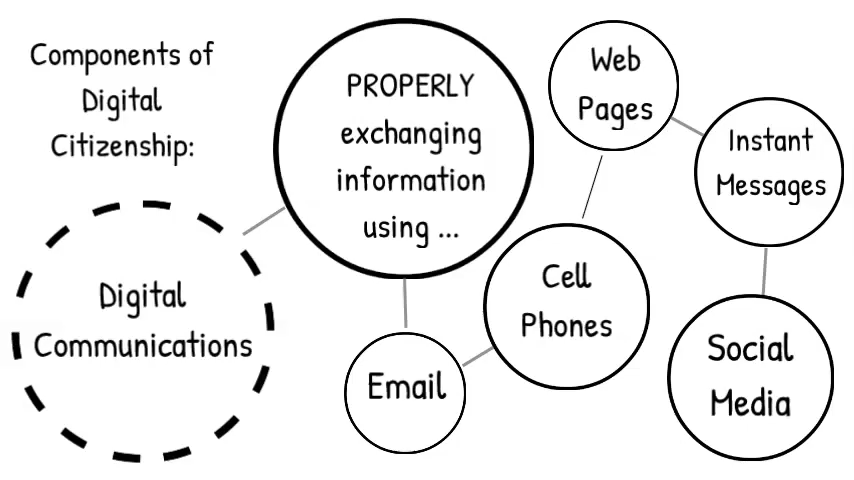 Components of
Digital
Citizenship:
Digital
Communications
PROPERLY
exchanging
information
using ...
Email
Cell
Phones
Web
Pages
Instant
Messages
Social
Media